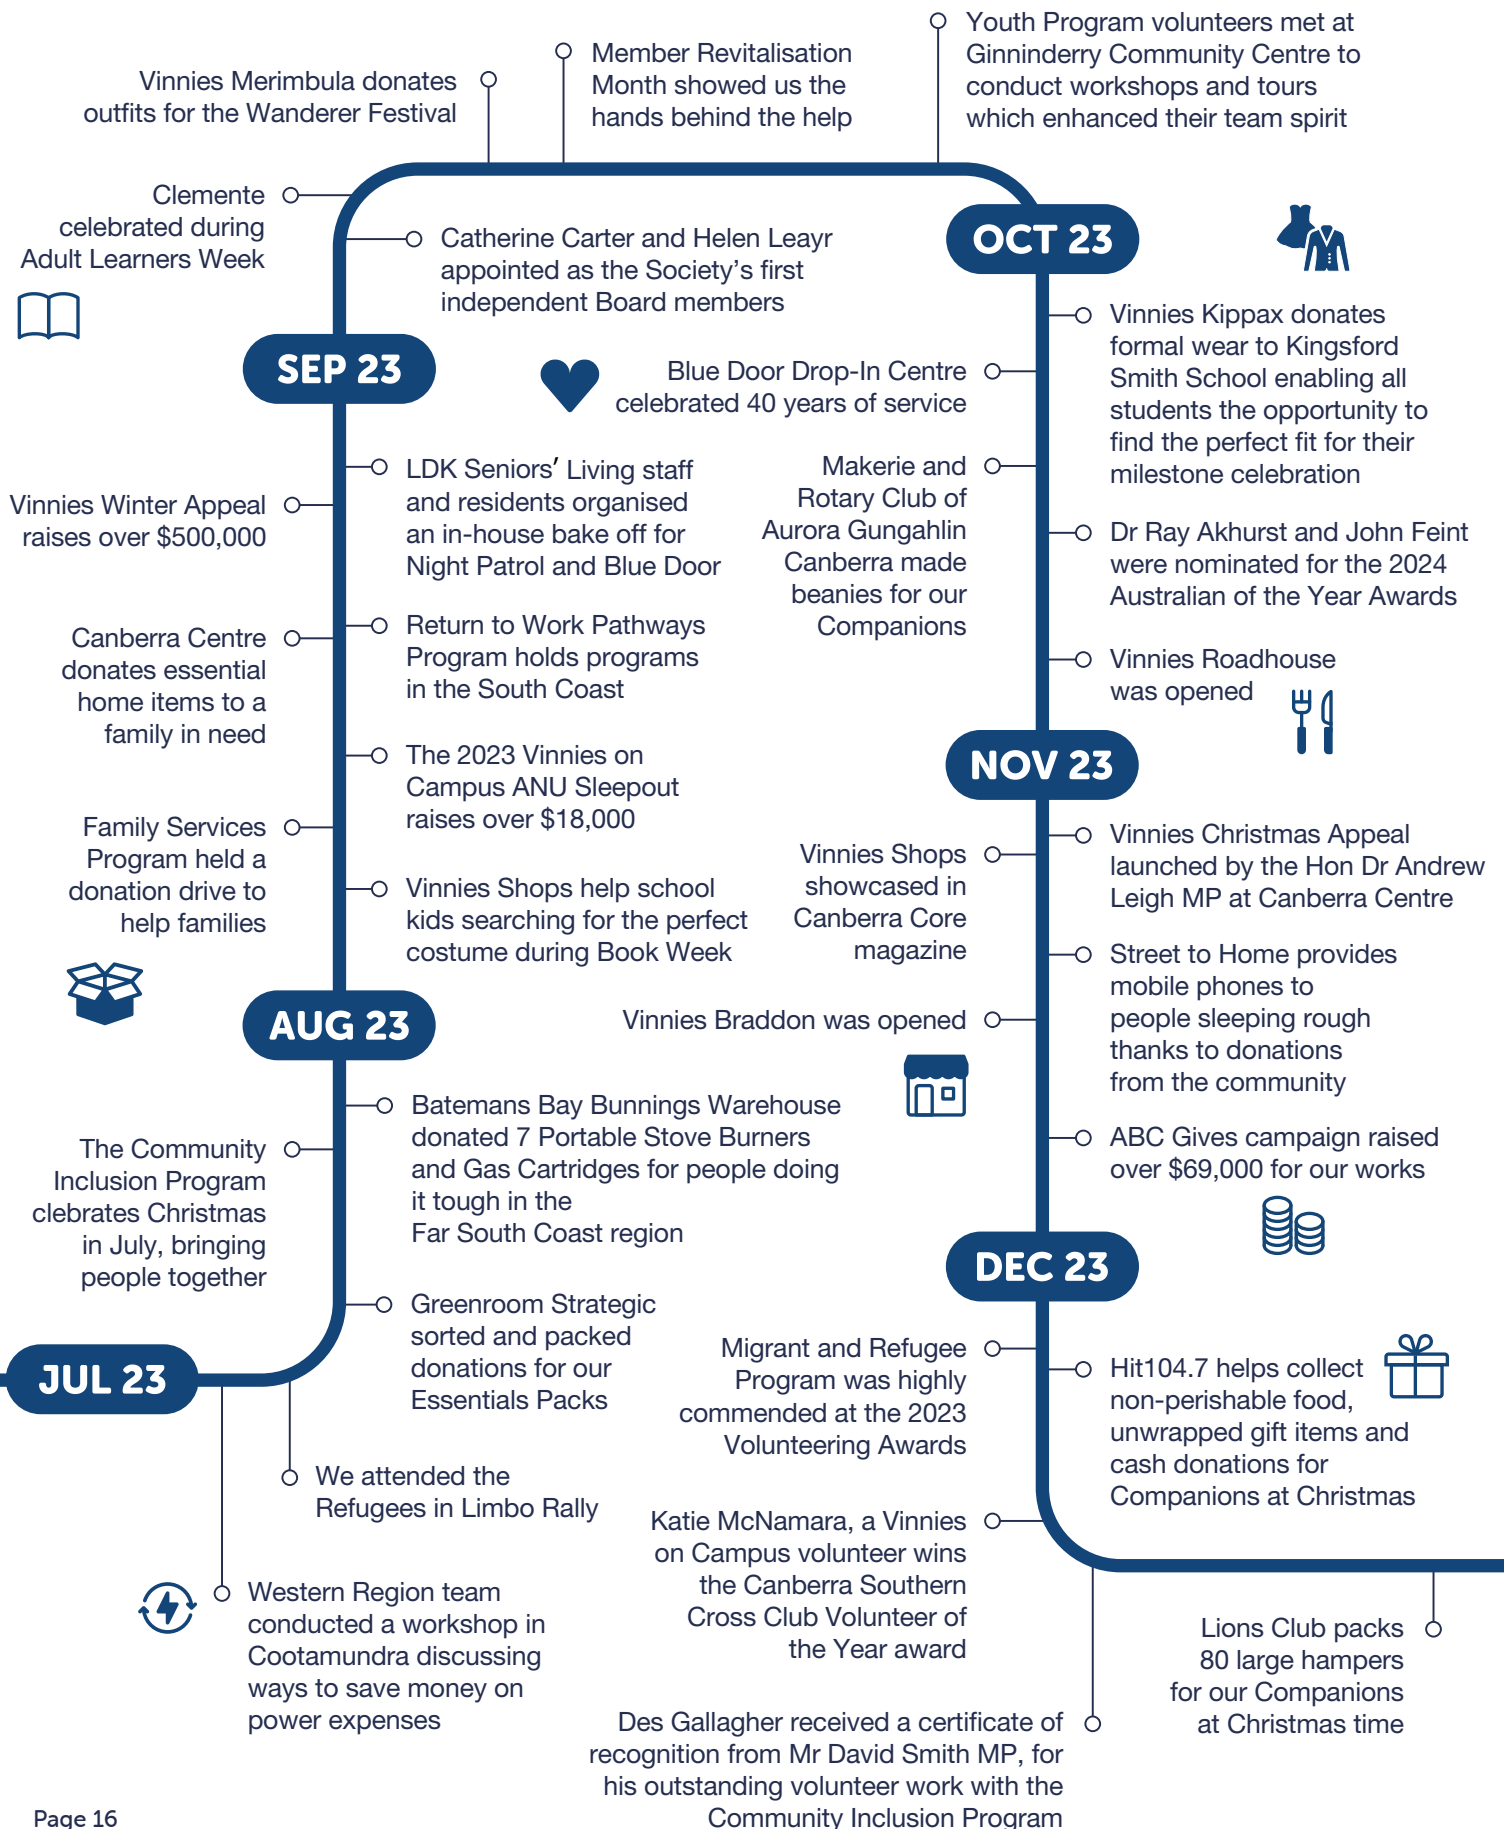 Youth Program volunteers met at
Ginninderry Community Centre to
conduct workshops and tours
which enhanced their team spirit
Member Revitalisation
Month showed us the
hands behind the help
Vinnies Merimbula donates
outfits for the Wanderer Festival
Clemente
celebrated during
Adult Learners Week
Catherine Carter and Helen Leayr
appointed as the Society's first
independent Board members
SEP 23
LDK Seniors' Living staff
and residents organised
an in-house bake off for
Night Patrol and Blue Door
Vinnies Winter Appeal
raises over $500,000
Return to Work Pathways
Program holds programs
in the South Coast
Canberra Centre
donates essential
home items to a
family in need
The 2023 Vinnies on
Campus ANU Sleepout
raises over $18,000
Family Services
Program held a
donation drive to
help families
Vinnies Shops help school
kids searching for the perfect
costume during Book Week
AUG 23
Batemans Bay Bunnings Warehouse
donated 7 Portable Stove Burners
and Gas Cartridges for people doing
it tough in the
Far South Coast region
The Community
Inclusion Program
clebrates Christmas
in July, bringing
people together
Greenroom Strategic
sorted and packed
donations for our
Essentials Packs
JUL 23
We attended the
Refugees in Limbo Rally
Western Region team
conducted a workshop in
Cootamundra discussing
ways to save money on
power expenses
OCT 23
Vinnies Kippax donates
formal wear to Kingsford
Smith School enabling all
students the opportunity to
find the perfect fit for their
milestone celebration
Blue Door Drop-In Centre
celebrated 40 years of service
Makerie and
Rotary Club of
Aurora Gungahlin
Canberra made
beanies for our
Companions
Dr Ray Akhurst and John Feint
were nominated for the 2024
Australian of the Year Awards
Vinnies Roadhouse
was opened
NOV 23
Vinnies Christmas Appeal
launched by the Hon Dr Andrew
Leigh MP at Canberra Centre
Vinnies Shops
showcased in
Canberra Core
magazine
Street to Home provides
mobile phones to
people sleeping rough
thanks to donations
from the community
Vinnies Braddon was opened
ABC Gives campaign raised
over $69,000 for our works
DEC 23
Migrant and Refugee
Program was highly
commended at the 2023
Volunteering Awards
Hit104.7 helps collect
non-perishable food,
unwrapped gift items and
cash donations for
Companions at Christmas
Katie McNamara, a Vinnies
on Campus volunteer wins
the Canberra Southern
Cross Club Volunteer of
the Year award
Lions Club packs
80 large hampers
for our Companions
at Christmas time
Des Gallagher received a certificate of
recognition from Mr David Smith MP, for
his outstanding volunteer work with the
Community Inclusion Program
Page 16